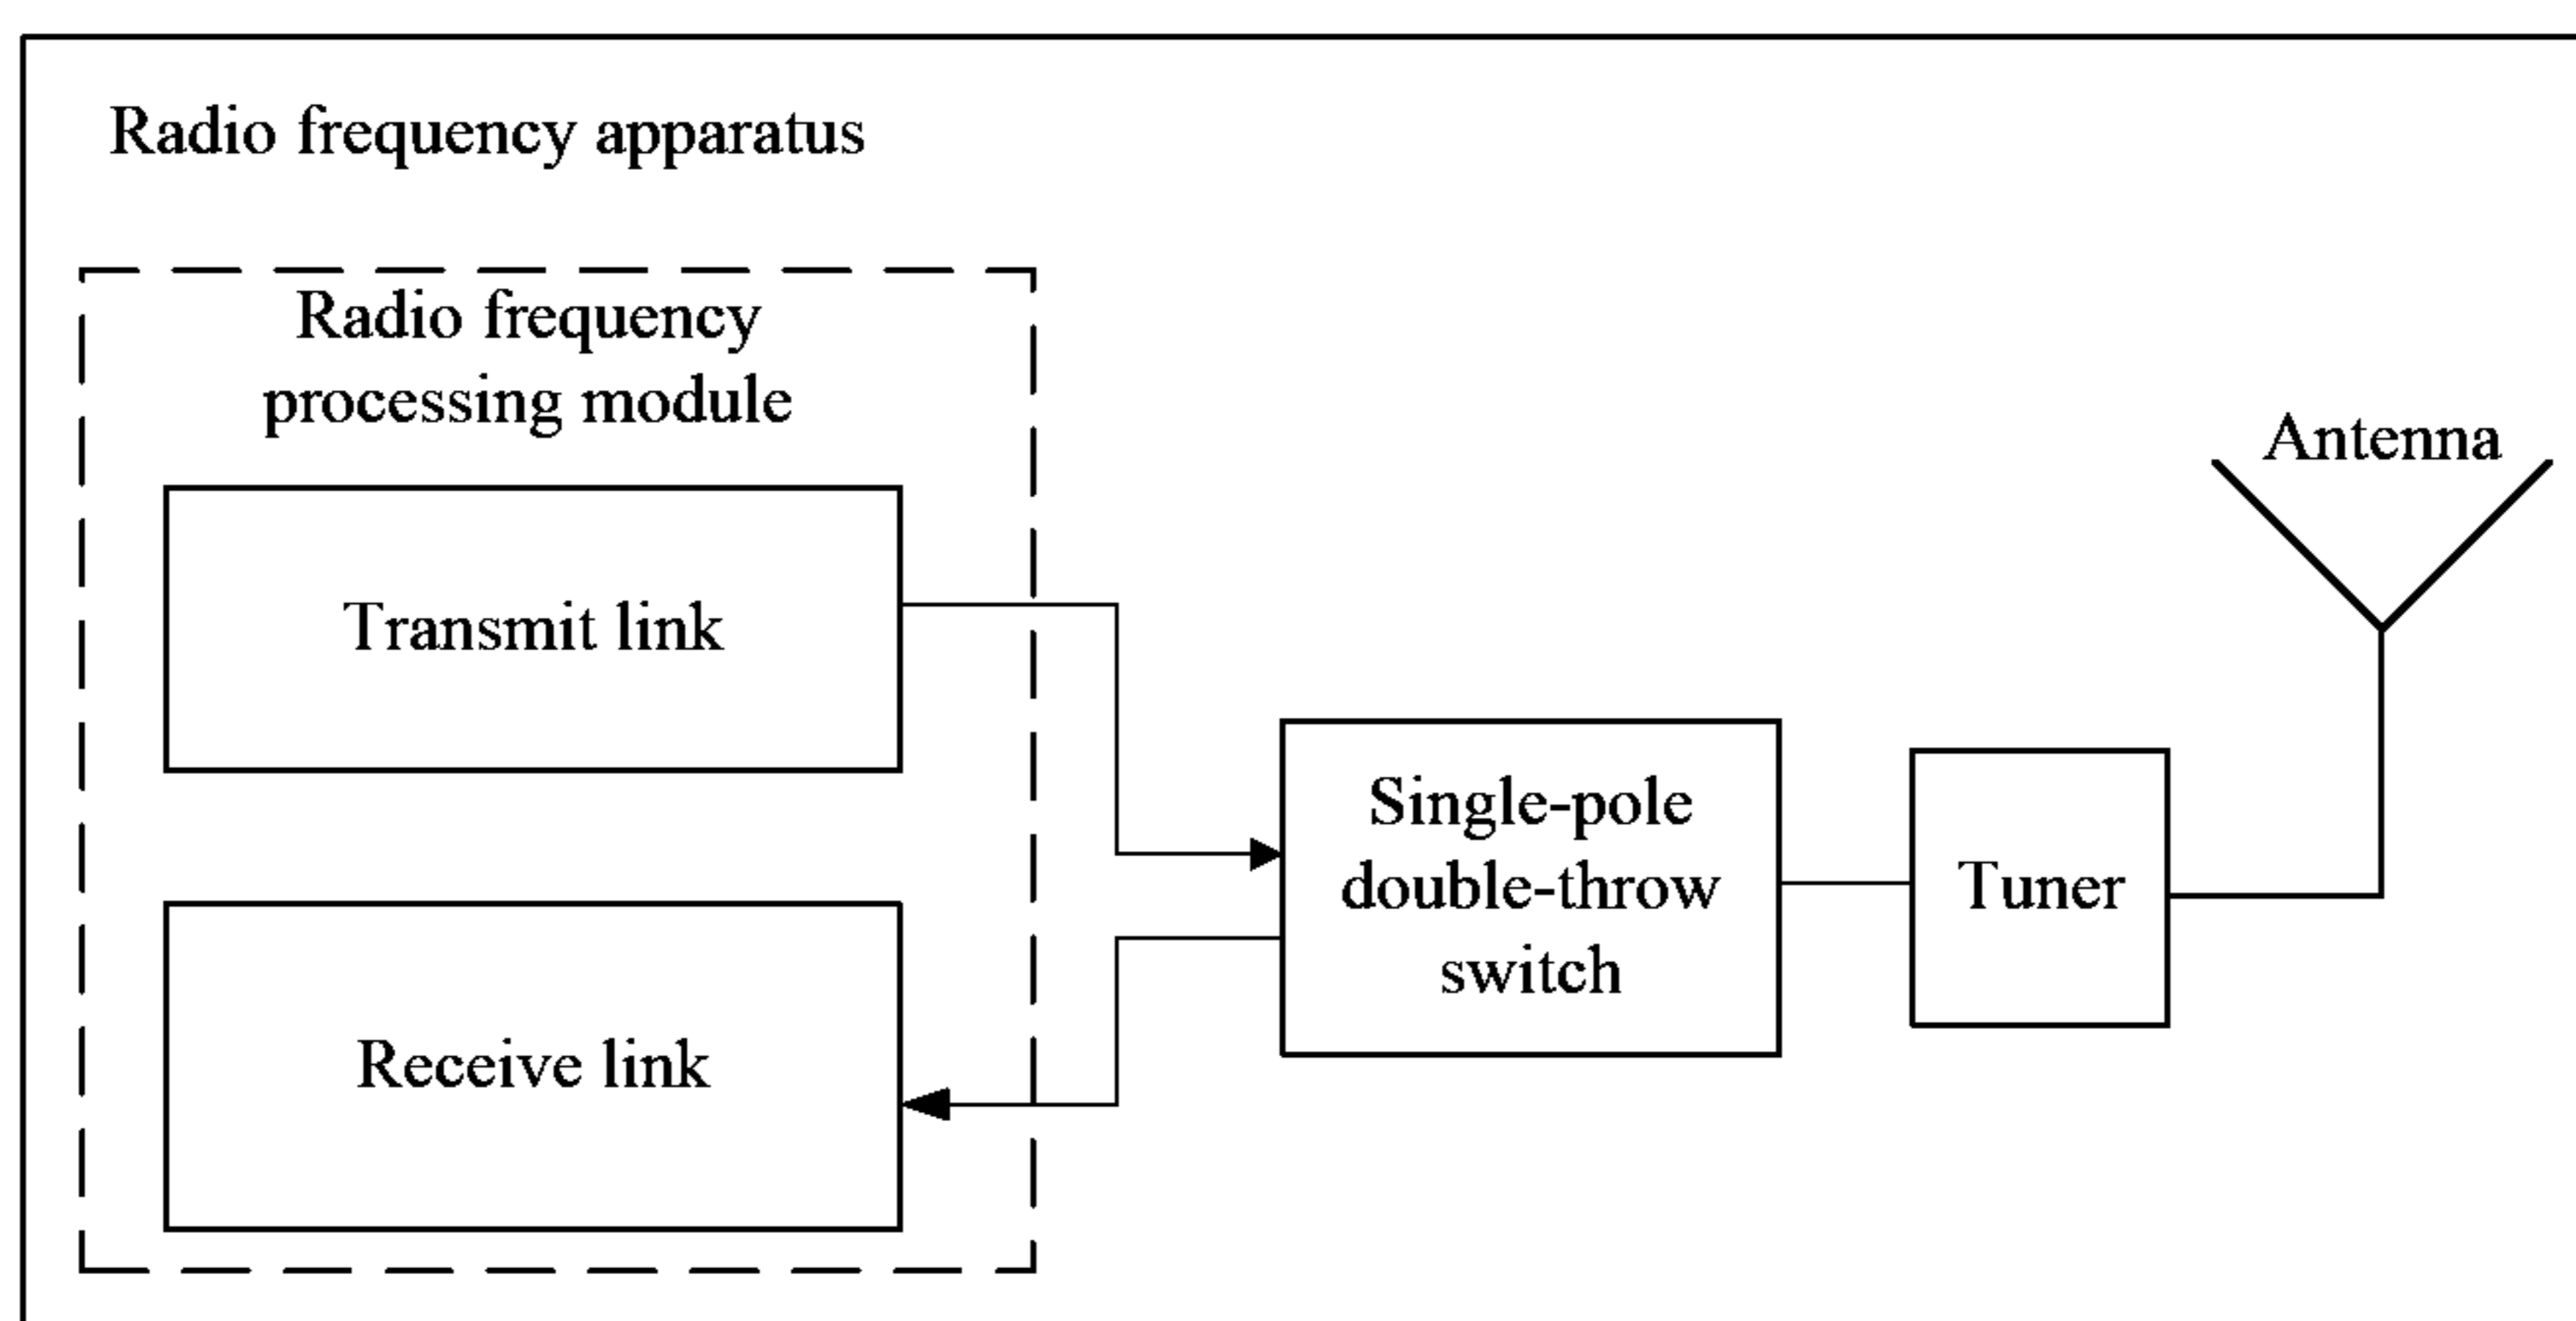 Radio frequency apparatus
Radio frequency
processing module
Antenna
Transmit link
Single-pole
double-throw
switch
Tuner
Receive link